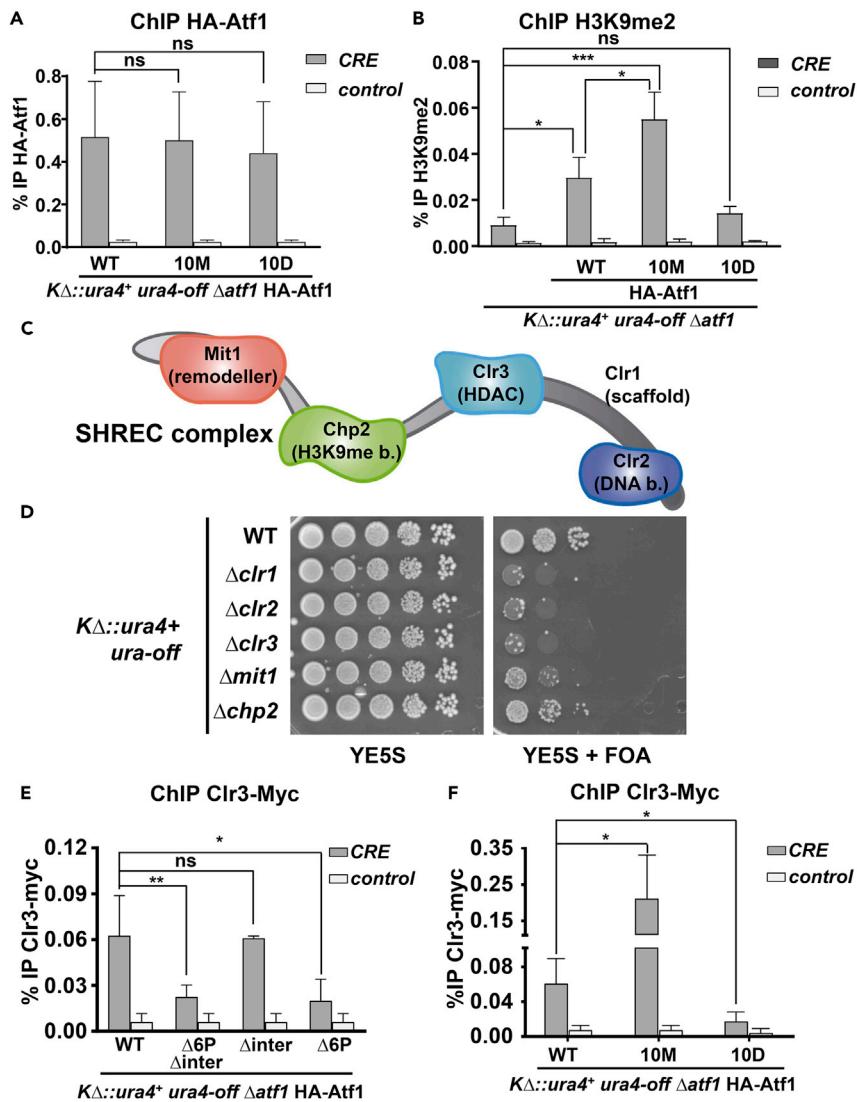 A
ChIP HA-Atf1
ns
ns
CRE
control
% IP HA-Atf1
0.8
0.6
0.4
0.2
0.0
WT 10M 10D
KΔ::ura4+ ura4-off Δatf1 HA-Atf1
B
ChIP H3K9me2
ns
***
*
*
CRE
control
% IP H3K9me2
0.08
0.06
0.04
0.02
0.00
WT 10M 10D
HA-Atf1
KΔ::ura4+ ura4-off Δatf1
C
Mit1
(remodeller)
SHREC complex
Chp2
(H3K9me b.)
Clr3
(HDAC)
Clr1
(scaffold)
Clr2
(DNA b.)
D
KΔ::ura4+
ura-off
WT
Δclr1
Δclr2
Δclr3
Δmit1
Δchp2
YE5S YE5S + FOA
E
ChIP Clr3-Myc
*
ns
**
CRE
control
% IP Clr3-myc
0.12
0.09
0.06
0.03
0.00
WT Δ6P Δinter Δ6P
Δinter
KΔ::ura4+ ura4-off Δatf1 HA-Atf1
F
ChIP Clr3-Myc
*
*
CRE
control
%IP Clr3-myc
0.35
0.25
0.15
0.08
0.04
0.00
WT 10M 10D
KΔ::ura4+ ura4-off Δatf1 HA-Atf1